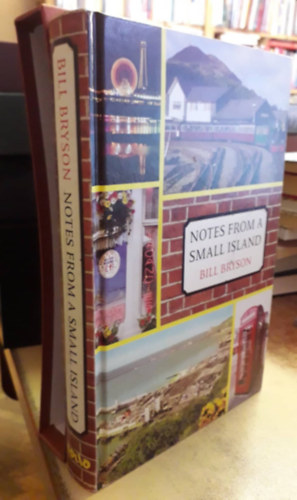 BILL BRYSON NOTES FROM A SMALL ISLAND
NOTES FROM A
SMALL ISLAND
BILL BRYSON